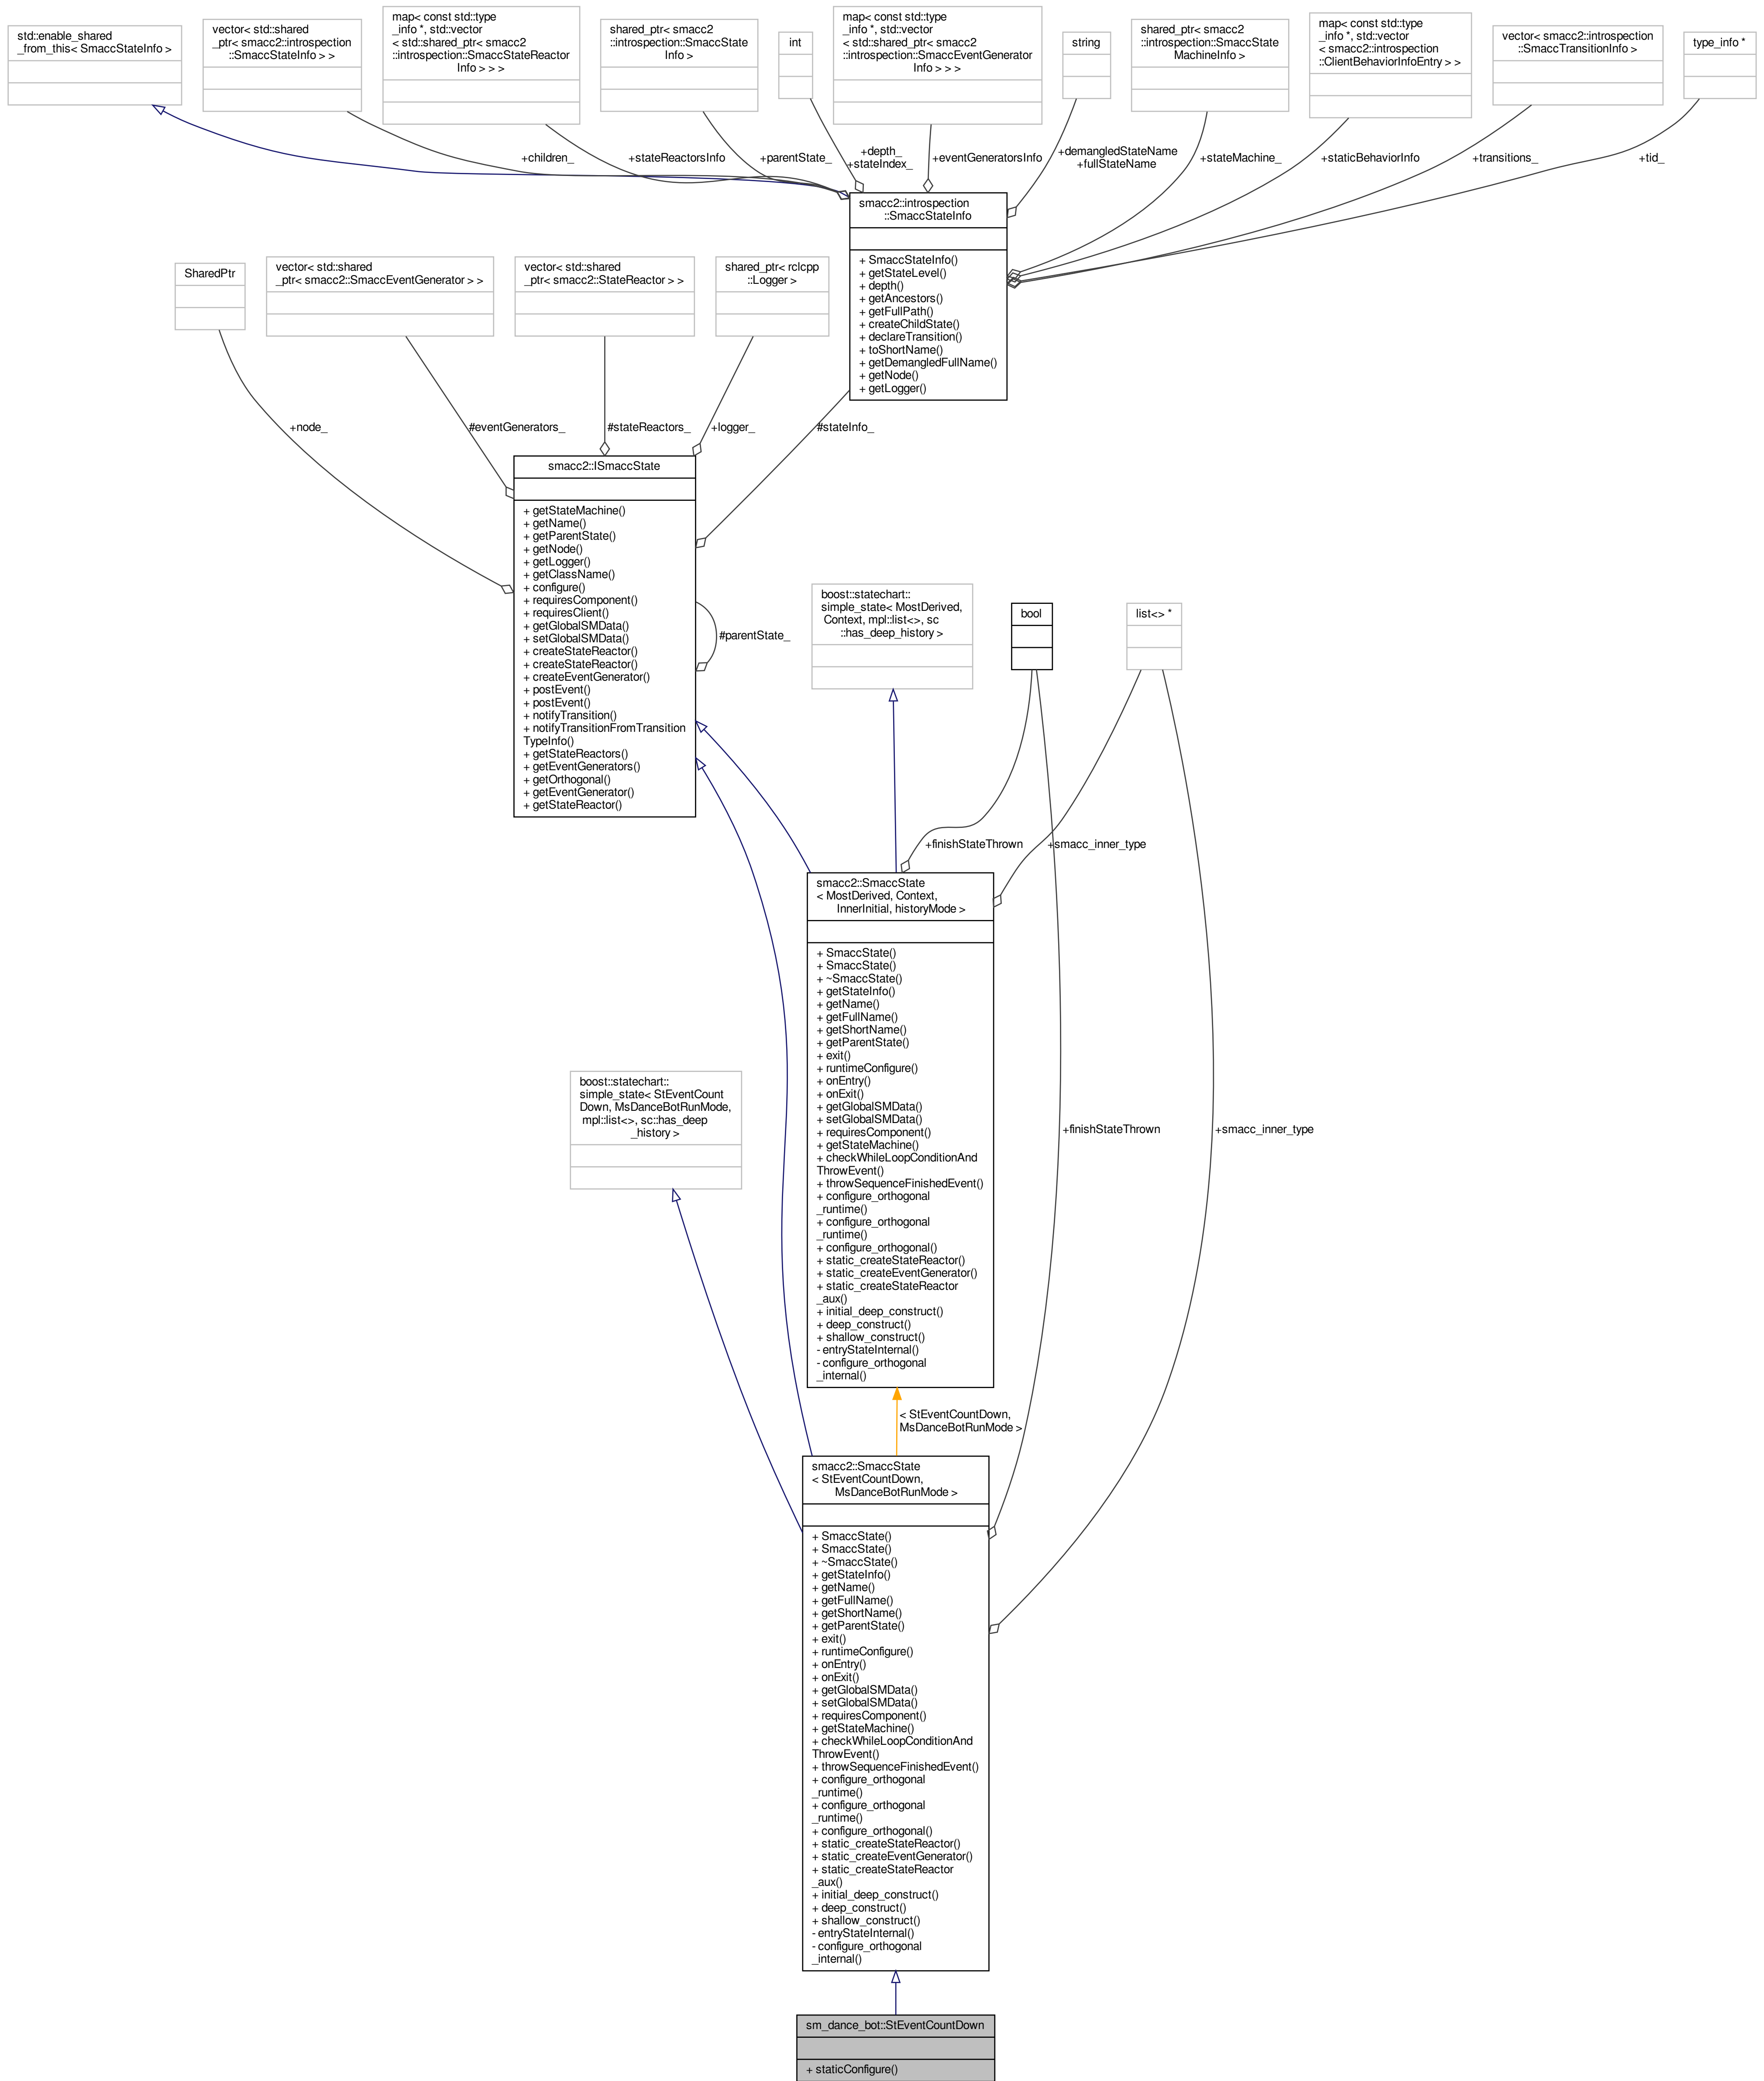 std::enable_shared
_from_this< SmaccStateInfo >
vector< std::shared
_ptr< smacc2::introspection
::SmaccStateInfo > >
map< const std::type
_info *, std::vector
< std::shared_ptr< smacc2
::introspection::SmaccStateReactor
Info > > >
shared_ptr< smacc2
::introspection::SmaccState
Info >
int
map< const std::type
_info *, std::vector
< std::shared_ptr< smacc2
::introspection::SmaccEventGenerator
Info > > >
string
shared_ptr< smacc2
::introspection::SmaccState
MachineInfo >
map< const std::type
_info *, std::vector
< smacc2::introspection
::ClientBehaviorInfoEntry > >
vector< smacc2::introspection
::SmaccTransitionInfo >
type_info *
+children_
+stateReactorsInfo
+parentState_
+depth_
+stateIndex_
+eventGeneratorsInfo
+demangledStateName
+fullStateName
+stateMachine_
+staticBehaviorInfo
+transitions_
+tid_
smacc2::introspection
::SmaccStateInfo
+ SmaccStateInfo()
+ getStateLevel()
+ depth()
+ getAncestors()
+ getFullPath()
+ createChildState()
+ declareTransition()
+ toShortName()
+ getDemangledFullName()
+ getNode()
+ getLogger()
SharedPtr
vector< std::shared
_ptr< smacc2::SmaccEventGenerator > >
vector< std::shared
_ptr< smacc2::StateReactor > >
shared_ptr< rclcpp
::Logger >
+node_
#eventGenerators_
#stateReactors_
+logger_
#stateInfo_
smacc2::ISmaccState
+ getStateMachine()
+ getName()
+ getParentState()
+ getNode()
+ getLogger()
+ getClassName()
+ configure()
+ requiresComponent()
+ requiresClient()
+ getGlobalSMData()
+ setGlobalSMData()
+ createStateReactor()
+ createStateReactor()
+ createEventGenerator()
+ postEvent()
+ postEvent()
+ notifyTransition()
+ notifyTransitionFromTransition
TypeInfo()
+ getStateReactors()
+ getEventGenerators()
+ getOrthogonal()
+ getEventGenerator()
+ getStateReactor()
#parentState_
boost::statechart::
simple_state< MostDerived,
Context, mpl::list<>, sc
::has_deep_history >
bool
list<> *
+finishStateThrown
+smacc_inner_type
smacc2::SmaccState
< MostDerived, Context,
InnerInitial, historyMode >
+ SmaccState()
+ SmaccState()
+ ~SmaccState()
+ getStateInfo()
+ getName()
+ getFullName()
+ getShortName()
+ getParentState()
+ exit()
+ runtimeConfigure()
+ onEntry()
+ onExit()
+ getGlobalSMData()
+ setGlobalSMData()
+ requiresComponent()
+ getStateMachine()
+ checkWhileLoopConditionAnd
ThrowEvent()
+ throwSequenceFinishedEvent()
+ configure_orthogonal
_runtime()
+ configure_orthogonal
_runtime()
+ configure_orthogonal()
+ static_createStateReactor()
+ static_createEventGenerator()
+ static_createStateReactor
_aux()
+ initial_deep_construct()
+ deep_construct()
+ shallow_construct()
- entryStateInternal()
- configure_orthogonal
_internal()
boost::statechart::
simple_state< StEventCount
Down, MsDanceBotRunMode,
mpl::list<>, sc::has_deep
_history >
+finishStateThrown
+smacc_inner_type
< StEventCountDown,
MsDanceBotRunMode >
smacc2::SmaccState
< StEventCountDown,
MsDanceBotRunMode >
+ SmaccState()
+ SmaccState()
+ ~SmaccState()
+ getStateInfo()
+ getName()
+ getFullName()
+ getShortName()
+ getParentState()
+ exit()
+ runtimeConfigure()
+ onEntry()
+ onExit()
+ getGlobalSMData()
+ setGlobalSMData()
+ requiresComponent()
+ getStateMachine()
+ checkWhileLoopConditionAnd
ThrowEvent()
+ throwSequenceFinishedEvent()
+ configure_orthogonal
_runtime()
+ configure_orthogonal
_runtime()
+ configure_orthogonal()
+ static_createStateReactor()
+ static_createEventGenerator()
+ static_createStateReactor
_aux()
+ initial_deep_construct()
+ deep_construct()
+ shallow_construct()
- entryStateInternal()
- configure_orthogonal
_internal()
sm_dance_bot::StEventCountDown
+ staticConfigure()